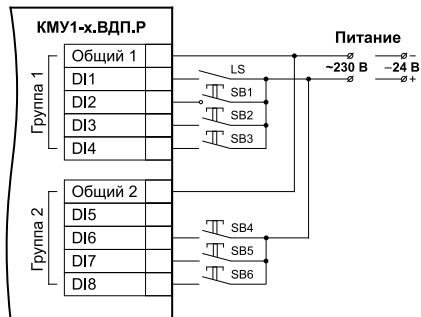 КМУ1-х.ВДП.Р
Питание
Группа 1
Общий 1
–
LS
~230 В
⎓24 В
DI1
+
DI2
SB1
DI3
SB2
DI4
SB3
Группа 2
Общий 2
DI5
DI6
SB4
DI7
SB5
DI8
SB6